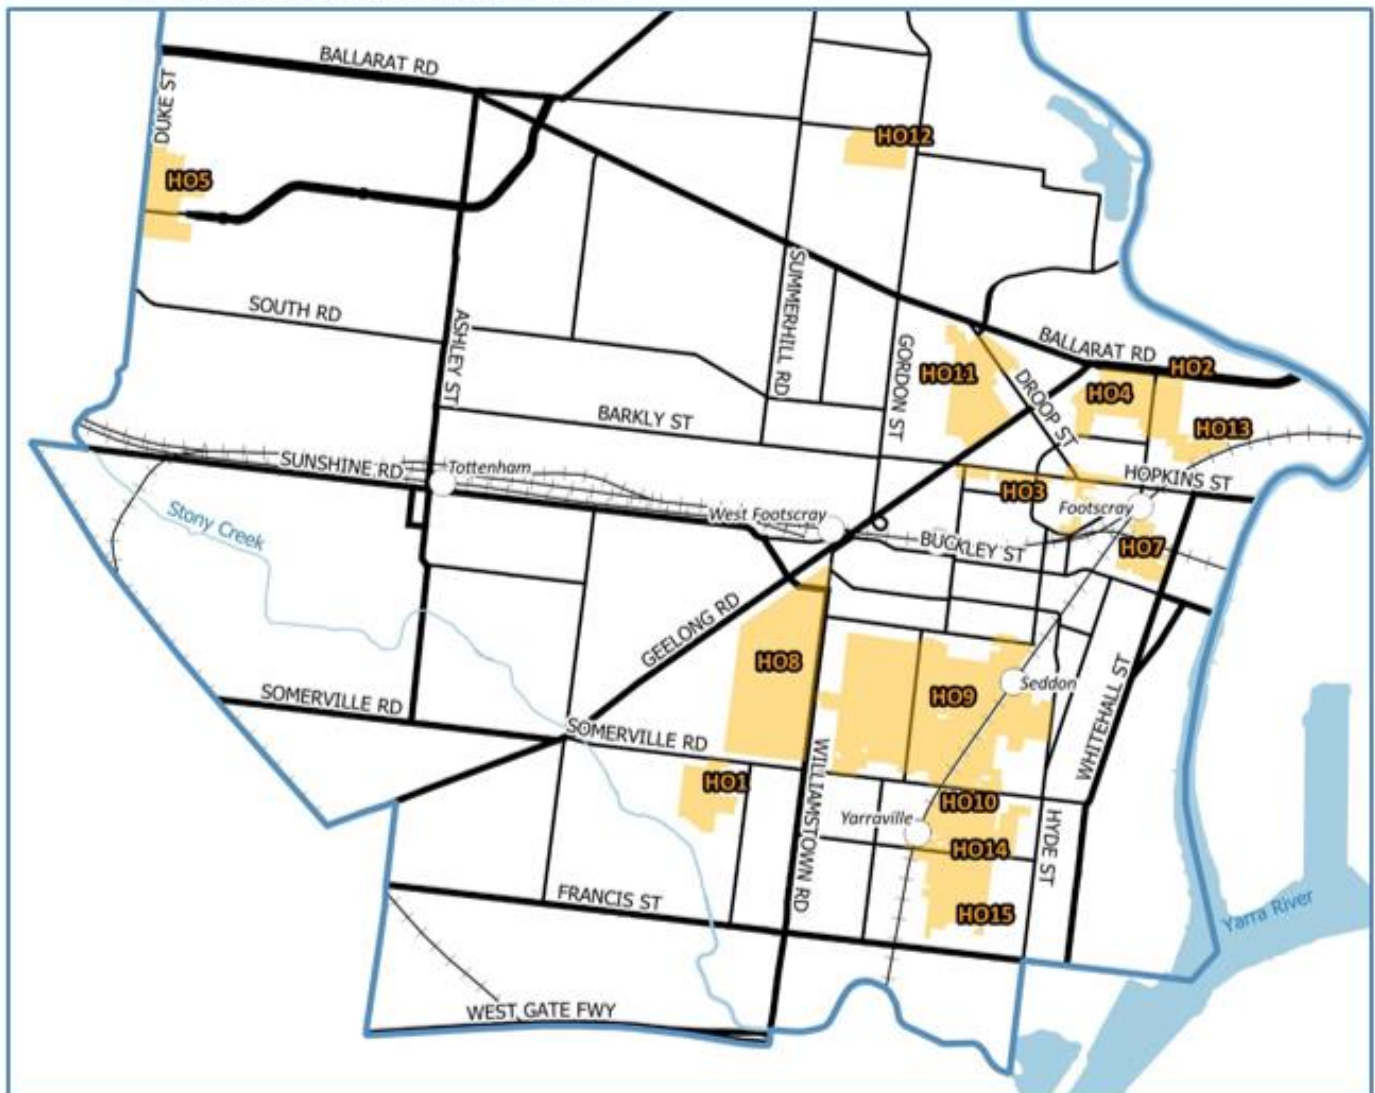 BALLARAT RD
DUKE ST
HO12
HO5
SUMMERHILL RD
SOUTH RD
ASHLEY ST
GORDON ST
BALLARAT RD
HO2
HO11
DROOP ST
HO4
BARKLY ST
HO13
SUNSHINE RD
Tottenham
HOPKINS ST
HO3
Footscray
West Footscray
Stony Creek
BUCKLEY ST
HO7
GEELONG RD
HO8
Seddon
HO9
WHITEHALL ST
SOMERVILLE RD
SOMERVILLE RD
WILLIAMSTOWN RD
HO1
HO10
Yarraville
HYDE ST
HO14
FRANCIS ST
HO15
Yarra River
WEST GATE FWY